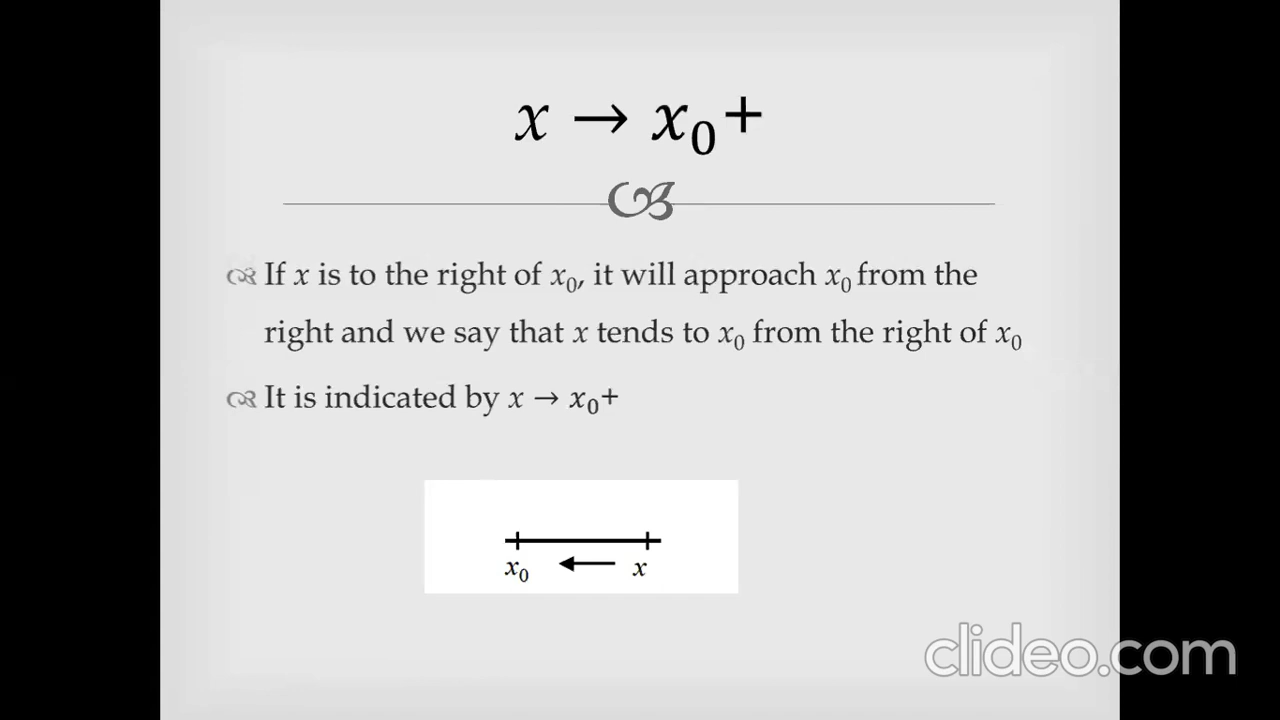 x → x₀+
If x is to the right of x₀, it will approach x₀ from the
right and we say that x tends to x₀ from the right of x₀
It is indicated by x → x₀+
x₀ ← x
clideo.com